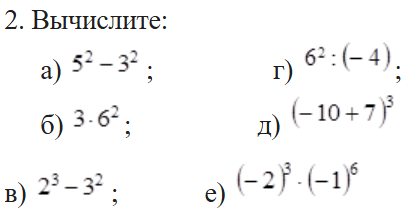 2. Вычислите:
а) 5² − 3² ; г) 6² : (− 4) ;
б) 3 · 6² ; д) (− 10 + 7)³
в) 2³ − 3² ; е) (− 2)³ · (− 1)⁶